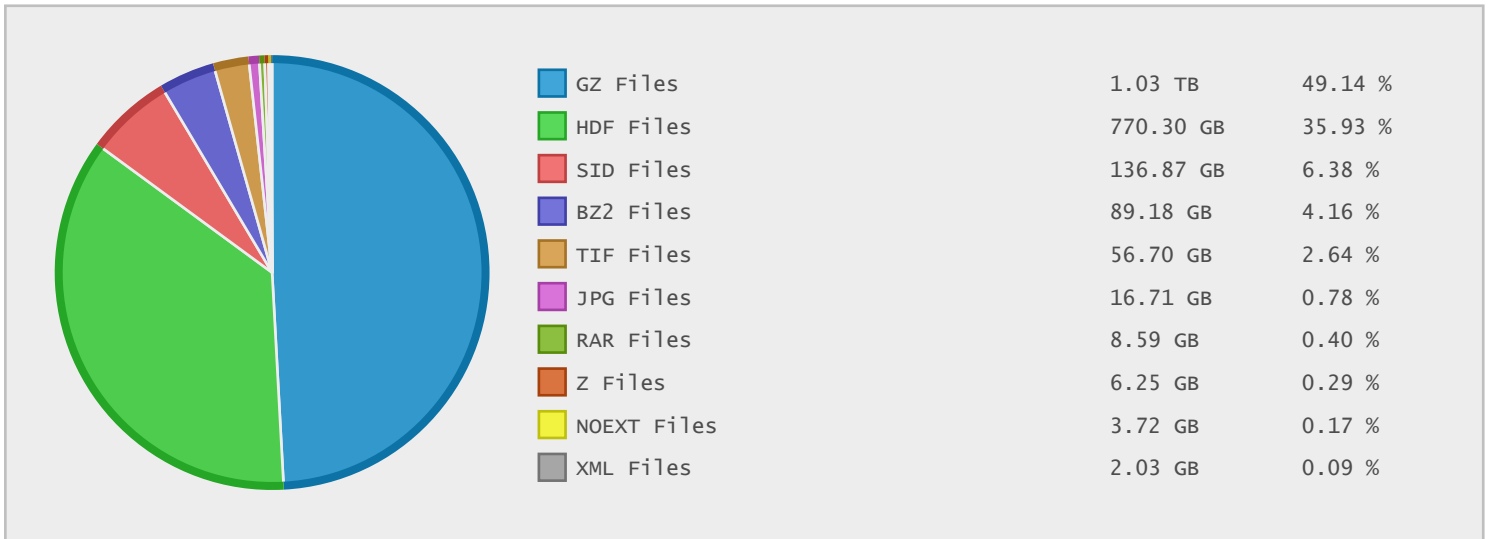 GZ Files 1.03 TB 49.14 %
HDF Files 770.30 GB 35.93 %
SID Files 136.87 GB 6.38 %
BZ2 Files 89.18 GB 4.16 %
TIF Files 56.70 GB 2.64 %
JPG Files 16.71 GB 0.78 %
RAR Files 8.59 GB 0.40 %
Z Files 6.25 GB 0.29 %
NOEXT Files 3.72 GB 0.17 %
XML Files 2.03 GB 0.09 %